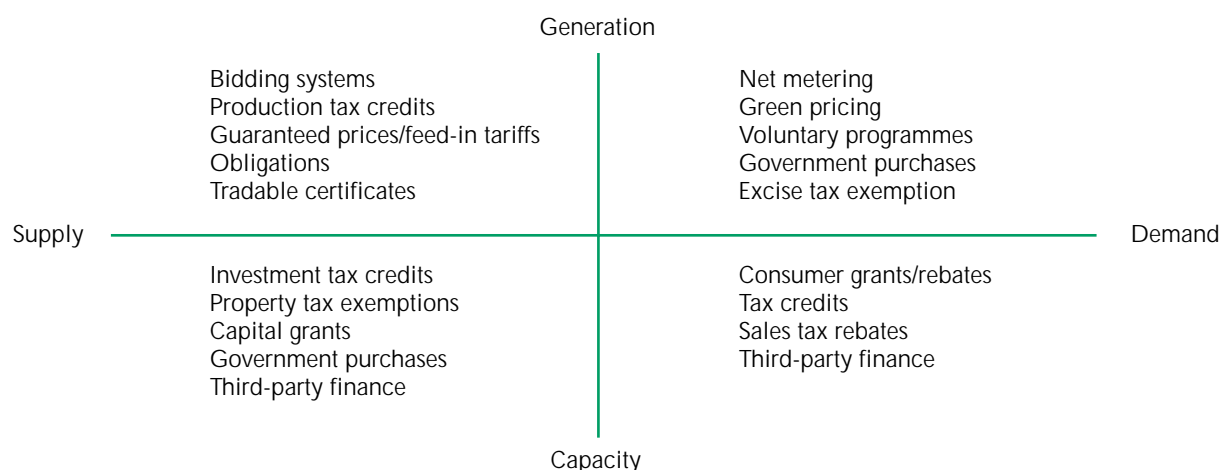 Generation
Bidding systems
Production tax credits
Guaranteed prices/feed-in tariffs
Obligations
Tradable certificates
Net metering
Green pricing
Voluntary programmes
Government purchases
Excise tax exemption
Supply
Demand
Investment tax credits
Property tax exemptions
Capital grants
Government purchases
Third-party finance
Consumer grants/rebates
Tax credits
Sales tax rebates
Third-party finance
Capacity